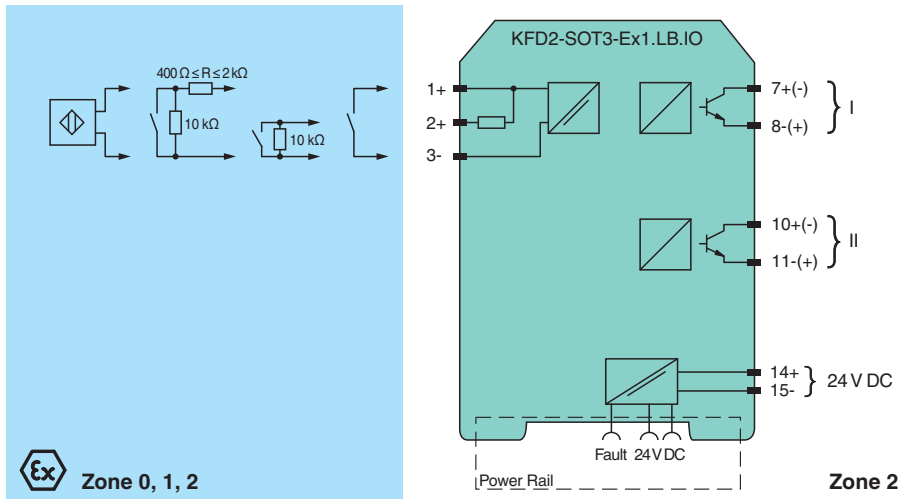 KFD2-SOT3-Ex1.LB.IO
400 Ω ≤ R ≤ 2 kΩ
10 kΩ
10 kΩ
1+
2+
3-
7+(-)
8-(+)
I
10+(-)
11-(+)
II
14+
15-
24 V DC
Fault 24 V DC
Power Rail
Ex
Zone 0, 1, 2
Zone 2